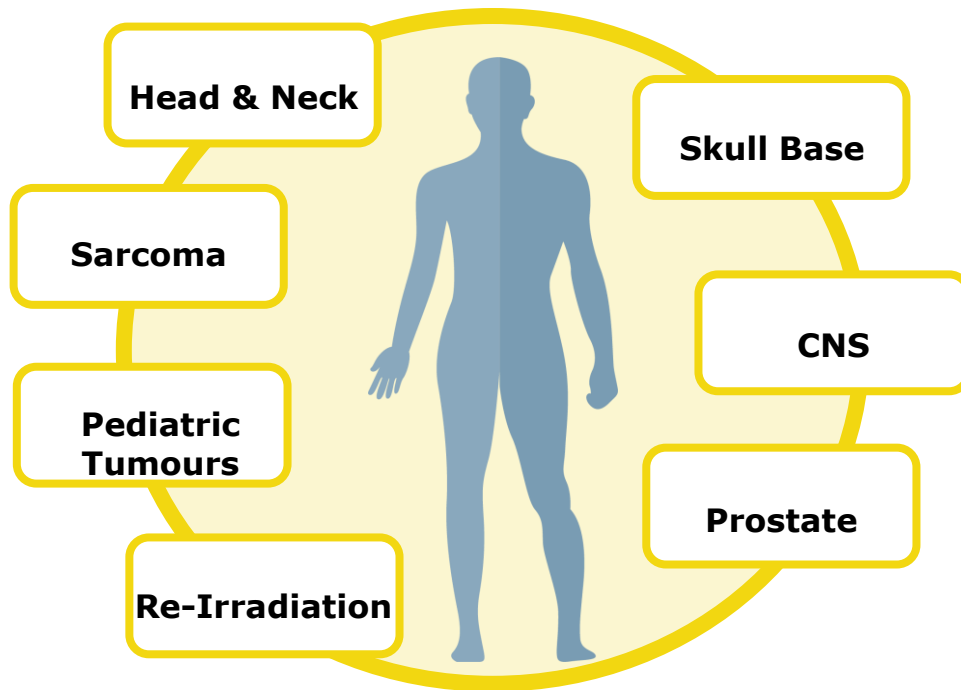 Head & Neck
Skull Base
Sarcoma
CNS
Pediatric
Tumours
Prostate
Re-Irradiation